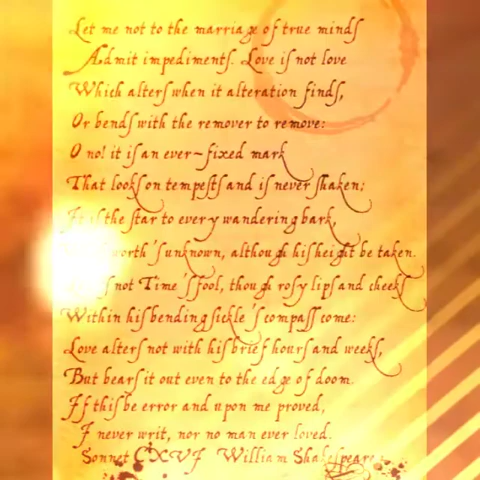 Let me not to the marriage of true minds
Admit impediments. Love is not love
Which alters when it alteration finds,
Or bends with the remover to remove:
O no! it is an ever-fixed mark
That looks on tempests and is never shaken;
the star to every wandering bark,
worth's unknown, although his height be taken.
not Time's fool, though rosy lips and cheeks
Within his bending sickle's compass come:
Love alters not with his brief hours and weeks,
But bears it out even to the edge of doom.
If this be error and upon me proved,
I never writ, nor no man ever loved.
Sonnet CXVI William Shakespeare